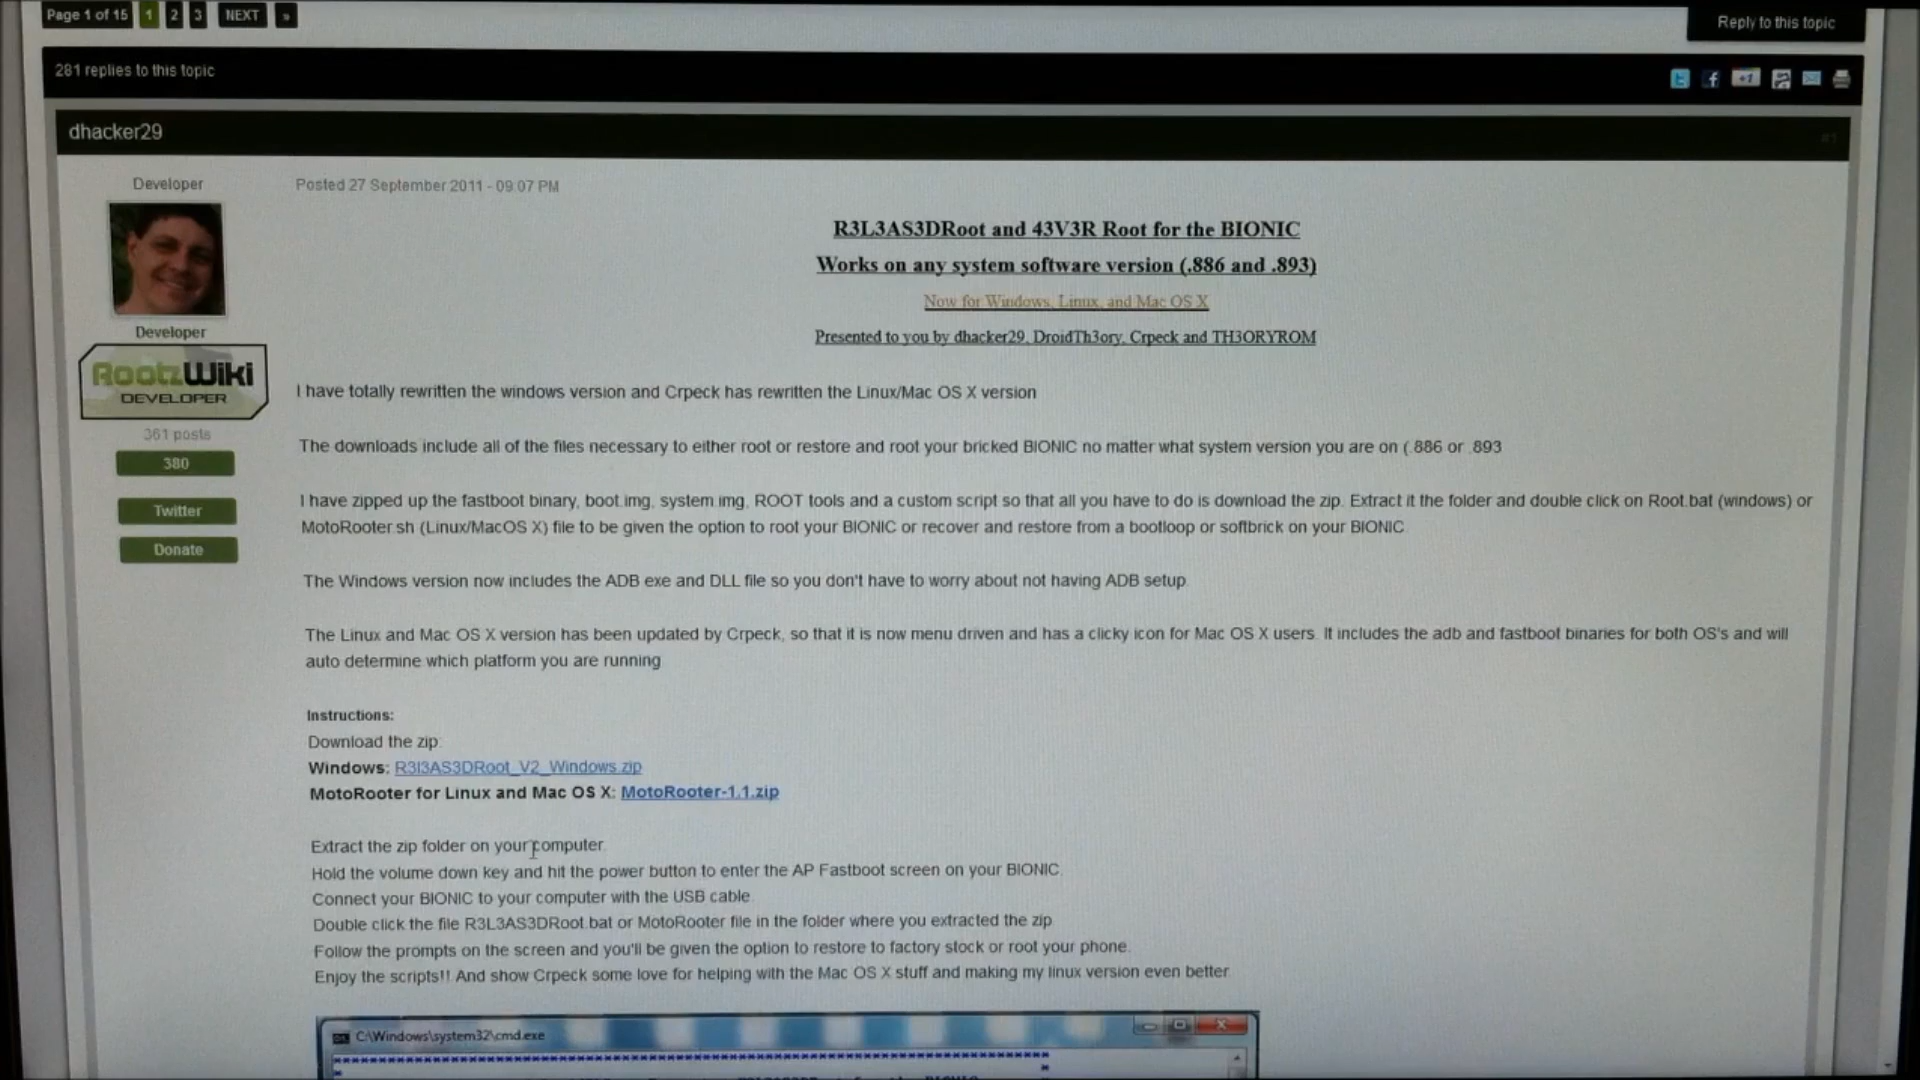 Page 1 of 15 1 2 3 NEXT »
Reply to this topic
281 replies to this topic
dhacker29
#1
Developer
Posted 27 September 2011 - 09:07 PM
R3L3AS3DRoot and 43V3R Root for the BIONIC
Works on any system software version (.886 and .893)
Now for Windows, Linux, and Mac OS X
Developer
Presented to you by dhacker29, DroidTh3ory, Crpeck and TH3ORYROM
RootzWiki
DEVELOPER
361 posts
380
Twitter
Donate
I have totally rewritten the windows version and Crpeck has rewritten the Linux/Mac OS X version
The downloads include all of the files necessary to either root or restore and root your bricked BIONIC no matter what system version you are on (.886 or .893
I have zipped up the fastboot binary, boot.img, system.img, ROOT tools and a custom script so that all you have to do is download the zip. Extract it the folder and double click on Root.bat (windows) or
MotoRooter.sh (Linux/MacOS X) file to be given the option to root your BIONIC or recover and restore from a bootloop or softbrick on your BIONIC
The Windows version now includes the ADB exe and DLL file so you don't have to worry about not having ADB setup.
The Linux and Mac OS X version has been updated by Crpeck, so that it is now menu driven and has a clicky icon for Mac OS X users. It includes the adb and fastboot binaries for both OS's and will
auto determine which platform you are running
Instructions:
Download the zip:
Windows: R3l3AS3DRoot_V2_Windows.zip
MotoRooter for Linux and Mac OS X: MotoRooter-1.1.zip
Extract the zip folder on your computer.
Hold the volume down key and hit the power button to enter the AP Fastboot screen on your BIONIC.
Connect your BIONIC to your computer with the USB cable.
Double click the file R3L3AS3DRoot.bat or MotoRooter file in the folder where you extracted the zip
Follow the prompts on the screen and you'll be given the option to restore to factory stock or root your phone.
Enjoy the scripts!! And show Crpeck some love for helping with the Mac OS X stuff and making my linux version even better
C:\Windows\system32\cmd.exe